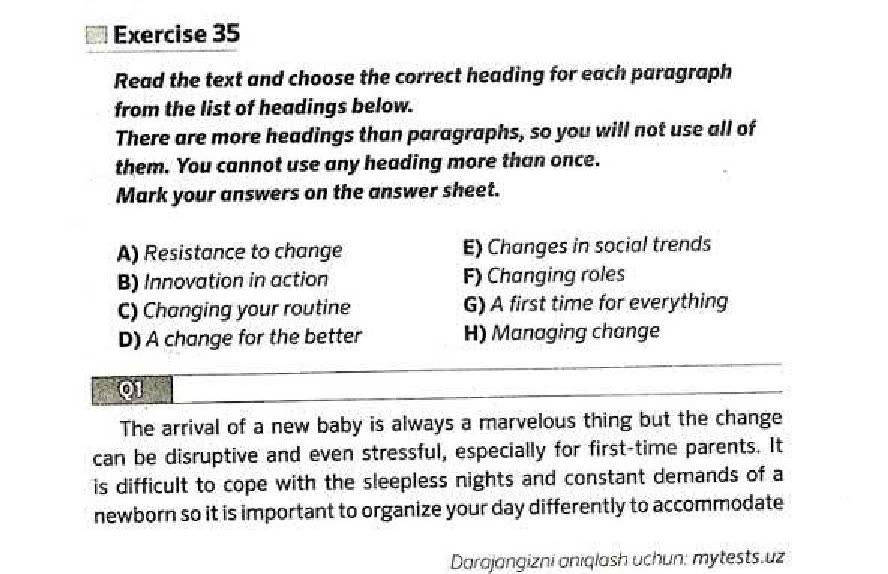 Exercise 35
Read the text and choose the correct heading for each paragraph
from the list of headings below.
There are more headings than paragraphs, so you will not use all of
them. You cannot use any heading more than once.
Mark your answers on the answer sheet.
A) Resistance to change
B) Innovation in action
C) Changing your routine
D) A change for the better
E) Changes in social trends
F) Changing roles
G) A first time for everything
H) Managing change
Q1
The arrival of a new baby is always a marvelous thing but the change
can be disruptive and even stressful, especially for first-time parents. It
is difficult to cope with the sleepless nights and constant demands of a
newborn so it is important to organize your day differently to accommodate
Darajangizni aniqlash uchun: mytests.uz